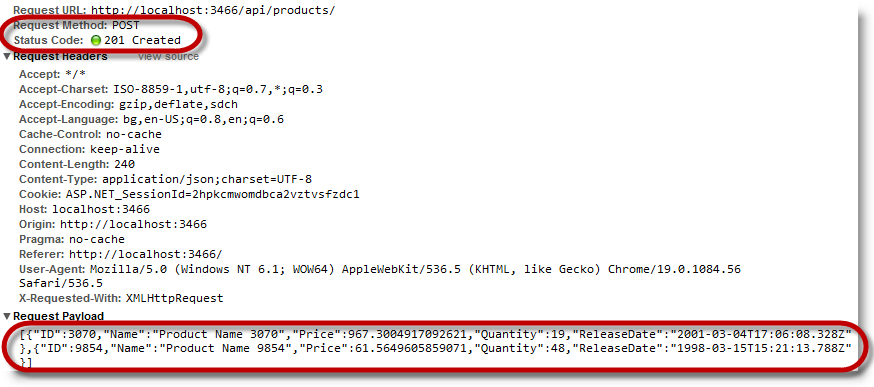 Request URL: http://localhost:3466/api/products/
Request Method: POST
Status Code: 201 Created
▼Request Headers view source
Accept: */*
Accept-Charset: ISO-8859-1,utf-8;q=0.7,*;q=0.3
Accept-Encoding: gzip,deflate,sdch
Accept-Language: bg,en-US;q=0.8,en;q=0.6
Cache-Control: no-cache
Connection: keep-alive
Content-Length: 240
Content-Type: application/json;charset=UTF-8
Cookie: ASP.NET_SessionId=2hpkcmwomdbca2vztvsfzdc1
Host: localhost:3466
Origin: http://localhost:3466
Pragma: no-cache
Referer: http://localhost:3466/
User-Agent: Mozilla/5.0 (Windows NT 6.1; WOW64) AppleWebKit/536.5 (KHTML, like Gecko) Chrome/19.0.1084.56
Safari/536.5
X-Requested-With: XMLHttpRequest
▼Request Payload
[{"ID":3070,"Name":"Product Name 3070","Price":967.3004917092621,"Quantity":19,"ReleaseDate":"2001-03-04T17:06:08.328Z"
},{"ID":9854,"Name":"Product Name 9854","Price":61.5649605859071,"Quantity":48,"ReleaseDate":"1998-03-15T15:21:13.788Z"
}]